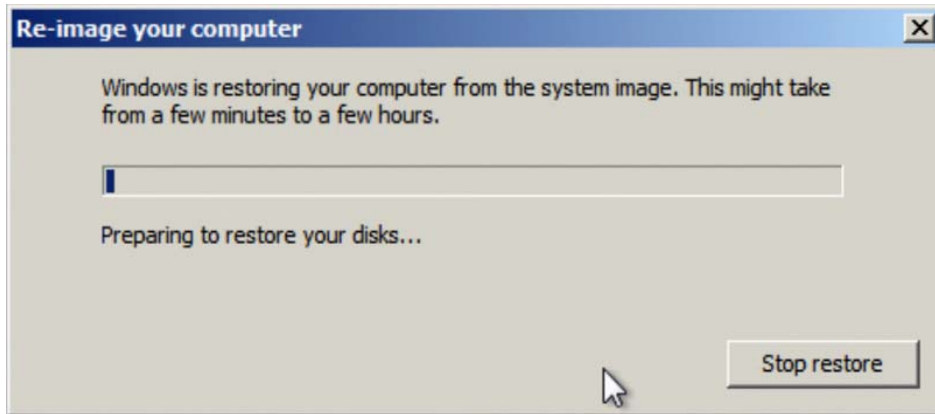 Re-image your computer
Windows is restoring your computer from the system image. This might take
from a few minutes to a few hours.
Preparing to restore your disks...
Stop restore